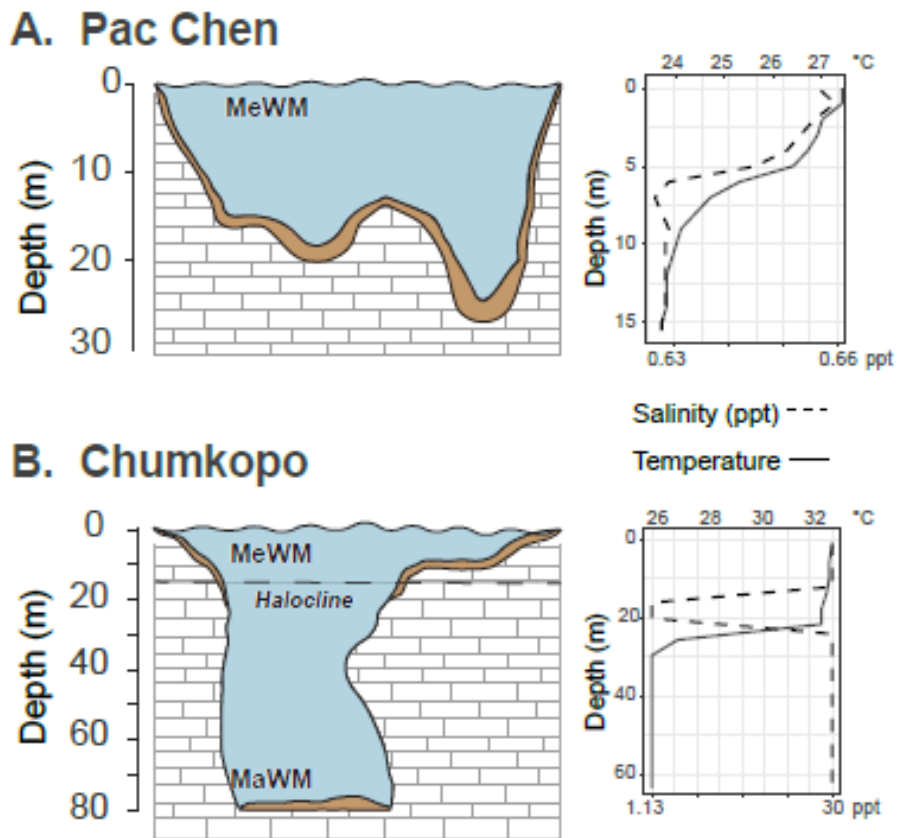 A. Pac Chen
24 25 26 27 °C
0
10
20
30
Depth (m)
MeWM
0
5
10
15
Depth (m)
0.63 0.66 ppt
Salinity (ppt)
Temperature
B. Chumkopo
26 28 30 32 °C
0
20
40
60
80
Depth (m)
MeWM
Halocline
MaWM
0
20
40
60
Depth (m)
1.13 30 ppt